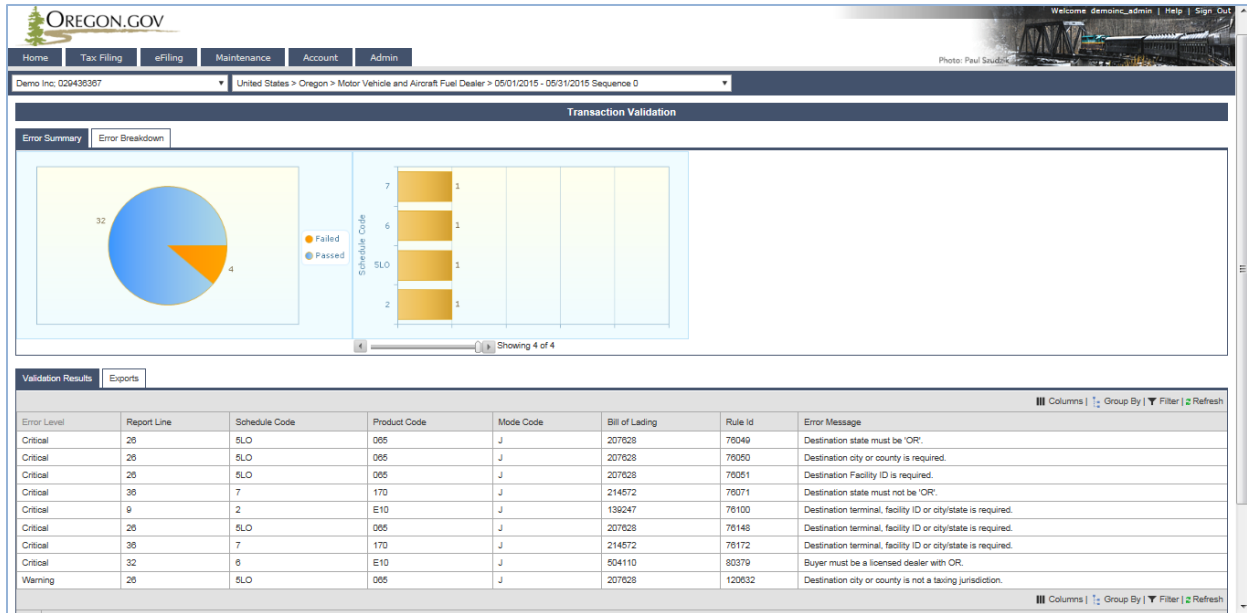 Welcome demoinc_admin | Help | Sign Out
OREGON.GOV
Home Tax Filing eFiling Maintenance Account Admin
Photo: Paul Szudzik
Demo Inc; 029436367 United States > Oregon > Motor Vehicle and Aircraft Fuel Dealer > 05/01/2015 - 05/31/2015 Sequence 0
Transaction Validation
Error Summary Error Breakdown
32
4
Failed
Passed
Schedule Code
7 1
6 1
5LO 1
2 1
Showing 4 of 4
Validation Results Exports
Columns | Group By | Filter | Refresh
Error Level Report Line Schedule Code Product Code Mode Code Bill of Lading Rule Id Error Message
Critical 26 5LO 065 J 207628 76049 Destination state must be 'OR'.
Critical 26 5LO 065 J 207628 76050 Destination city or county is required.
Critical 26 5LO 065 J 207628 76051 Destination Facility ID is required.
Critical 36 7 170 J 214572 76071 Destination state must not be 'OR'.
Critical 9 2 E10 J 139247 76100 Destination terminal, facility ID or city/state is required.
Critical 26 5LO 065 J 207628 76148 Destination terminal, facility ID or city/state is required.
Critical 36 7 170 J 214572 76172 Destination terminal, facility ID or city/state is required.
Critical 32 6 E10 J 504110 80379 Buyer must be a licensed dealer with OR.
Warning 26 5LO 065 J 207628 120632 Destination city or county is not a taxing jurisdiction.
Columns | Group By | Filter | Refresh